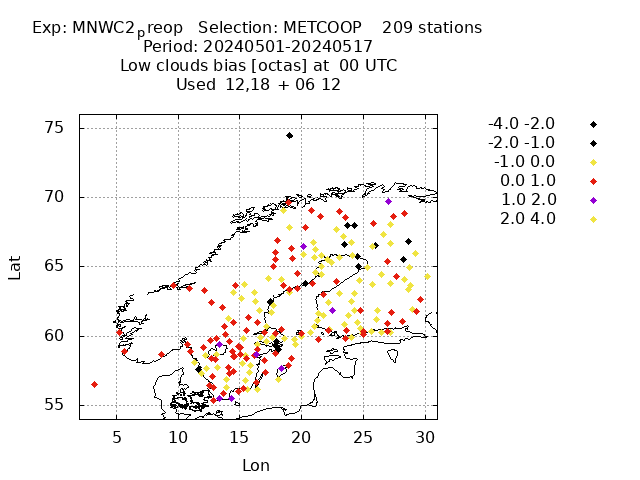 Exp: MNWC2preop   Selection: METCOOP    209 stations
Period: 20240501-20240517
Low clouds bias [octas] at  00 UTC
Used  12,18 + 06 12
-4.0 -2.0
-2.0 -1.0
-1.0 0.0
0.0 1.0
1.0 2.0
2.0 4.0
75
70
65
60
55
Lat
5 10 15 20 25 30
Lon